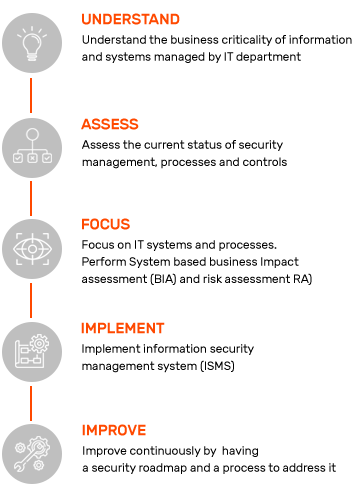 UNDERSTAND
Understand the business criticality of information
and systems managed by IT department
ASSESS
Assess the current status of security
management, processes and controls
FOCUS
Focus on IT systems and processes.
Perform System based business Impact
assessment (BIA) and risk assessment RA)
IMPLEMENT
Implement information security
management system (ISMS)
IMPROVE
Improve continuously by having
a security roadmap and a process to address it